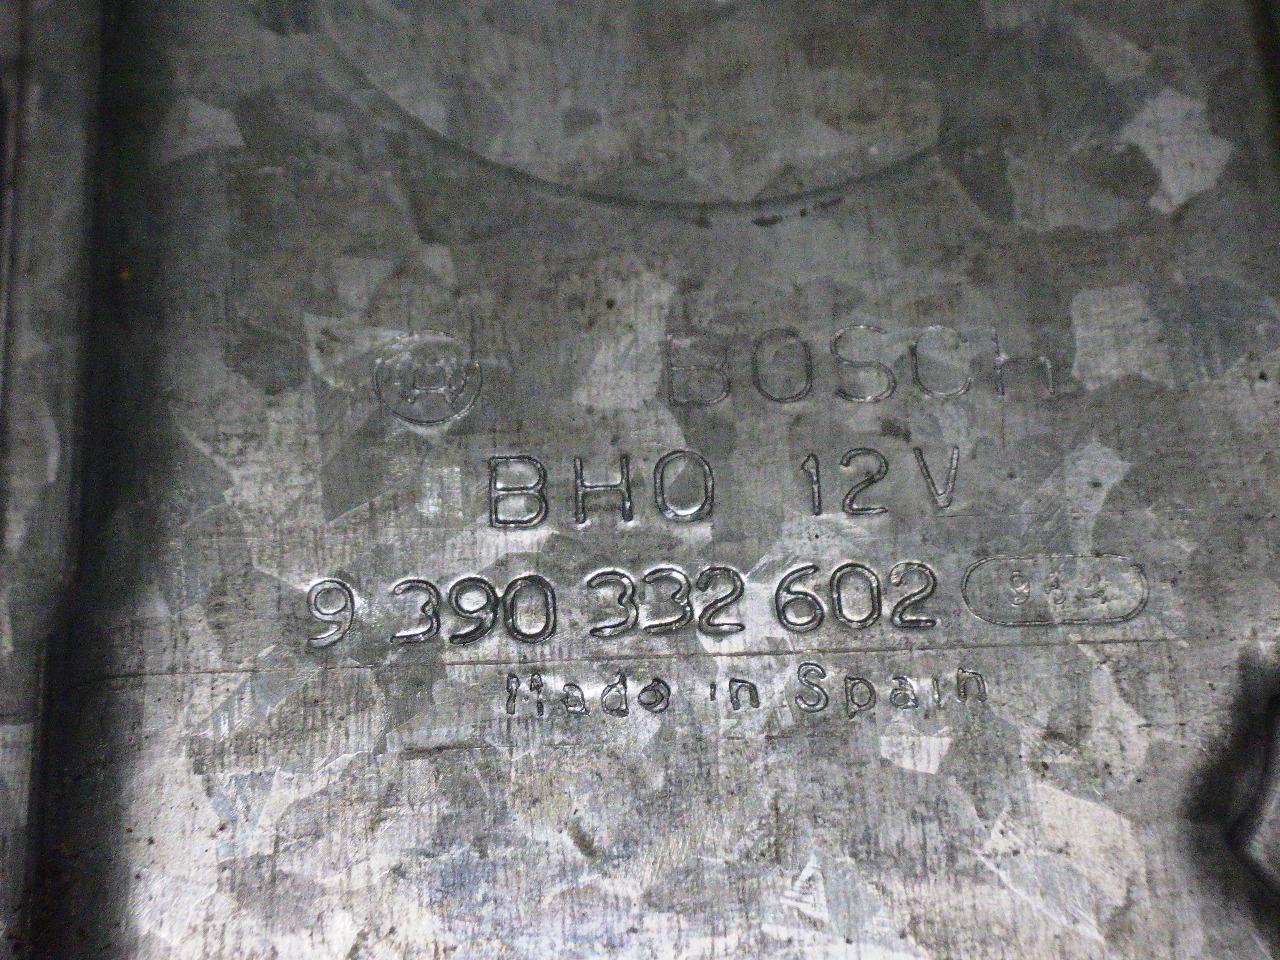 BOSCH
BHO 12V
9 390 332 602
Made in Spain